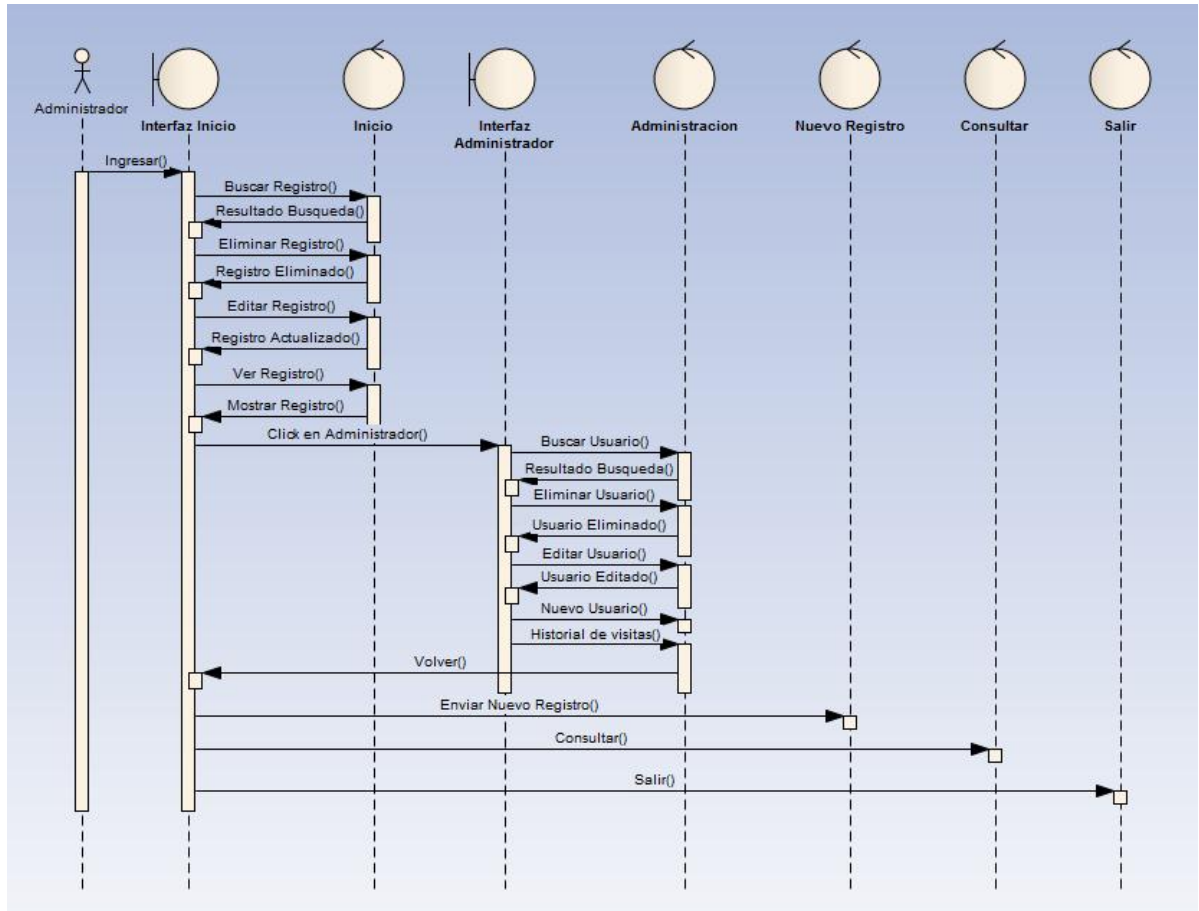 Administrador
Interfaz Inicio
Inicio
Interfaz
Administrador
Administracion
Nuevo Registro
Consultar
Salir
Ingresar()
Buscar Registro()
Resultado Busqueda()
Eliminar Registro()
Registro Eliminado()
Editar Registro()
Registro Actualizado()
Ver Registro()
Mostrar Registro()
Click en Administrador()
Buscar Usuario()
Resultado Busqueda()
Eliminar Usuario()
Usuario Eliminado()
Editar Usuario()
Usuario Editado()
Nuevo Usuario()
Historial de visitas()
Volver()
Enviar Nuevo Registro()
Consultar()
Salir()